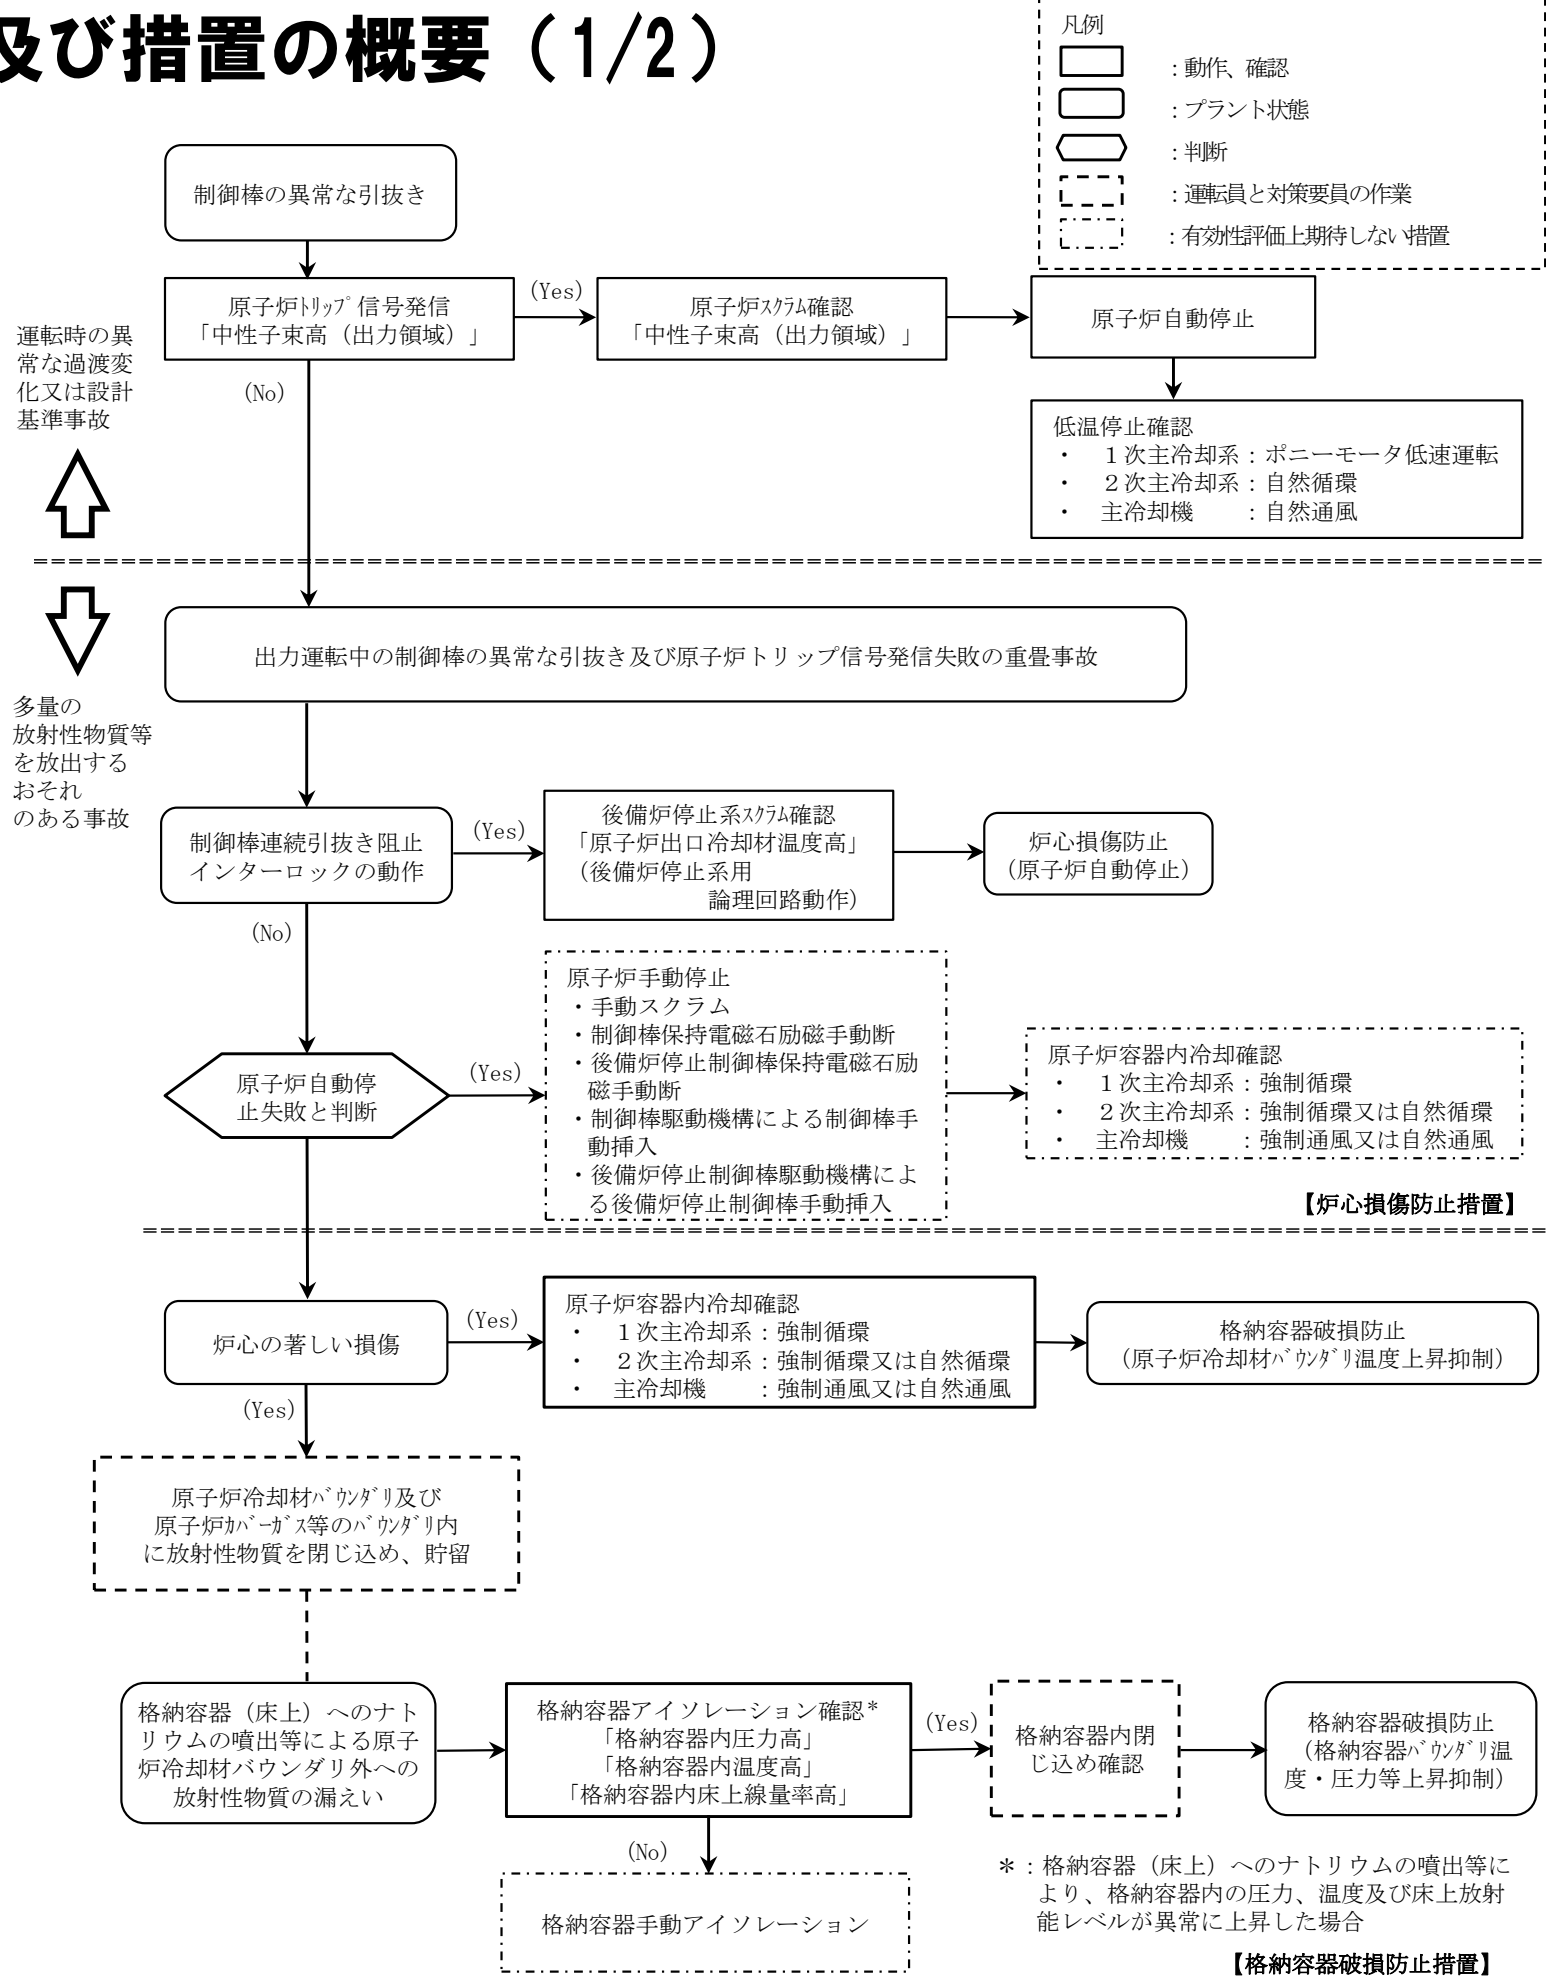 及び措置の概要（1/2）
凡例
：動作、確認
：プラント状態
：判断
：運転員と対策要員の作業
：有効性評価上期待しない措置
制御棒の異常な引抜き
原子炉ﾄﾘｯﾌﾟ信号発信
「中性子束高（出力領域）」
(Yes)
原子炉ｽｸﾗﾑ確認
「中性子束高（出力領域）」
原子炉自動停止
運転時の異
常な過渡変
化又は設計
基準事故
(No)
低温停止確認
・　１次主冷却系：ポニーモータ低速運転
・　２次主冷却系：自然循環
・　主冷却機　　：自然通風
出力運転中の制御棒の異常な引抜き及び原子炉トリップ信号発信失敗の重畳事故
多量の
放射性物質等
を放出する
おそれ
のある事故
制御棒連続引抜き阻止
インターロックの動作
(Yes)
後備炉停止系ｽｸﾗﾑ確認
「原子炉出口冷却材温度高」
（後備炉停止系用
論理回路動作）
炉心損傷防止
（原子炉自動停止）
(No)
原子炉自動停
止失敗と判断
(Yes)
原子炉手動停止
・手動スクラム
・制御棒保持電磁石励磁手動断
・後備炉停止制御棒保持電磁石励
磁手動断
・制御棒駆動機構による制御棒手
動挿入
・後備炉停止制御棒駆動機構によ
る後備炉停止制御棒手動挿入
原子炉容器内冷却確認
・　１次主冷却系：強制循環
・　２次主冷却系：強制循環又は自然循環
・　主冷却機　　：強制通風又は自然通風
【炉心損傷防止措置】
炉心の著しい損傷
(Yes)
原子炉容器内冷却確認
・　１次主冷却系：強制循環
・　２次主冷却系：強制循環又は自然循環
・　主冷却機　　：強制通風又は自然通風
格納容器破損防止
（原子炉冷却材ﾊﾞｳﾝﾀﾞﾘ温度上昇抑制）
(Yes)
原子炉冷却材ﾊﾞｳﾝﾀﾞﾘ及び
原子炉ｶﾊﾞｰｶﾞｽ等のﾊﾞｳﾝﾀﾞﾘ内
に放射性物質を閉じ込め、貯留
格納容器（床上）へのナト
リウムの噴出等による原子
炉冷却材バウンダリ外への
放射性物質の漏えい
格納容器アイソレーション確認*
「格納容器内圧力高」
「格納容器内温度高」
「格納容器内床上線量率高」
(Yes)
格納容器内閉
じ込め確認
格納容器破損防止
（格納容器ﾊﾞｳﾝﾀﾞﾘ温
度・圧力等上昇抑制）
(No)
格納容器手動アイソレーション
＊：格納容器（床上）へのナトリウムの噴出等に
より、格納容器内の圧力、温度及び床上放射
能レベルが異常に上昇した場合
【格納容器破損防止措置】